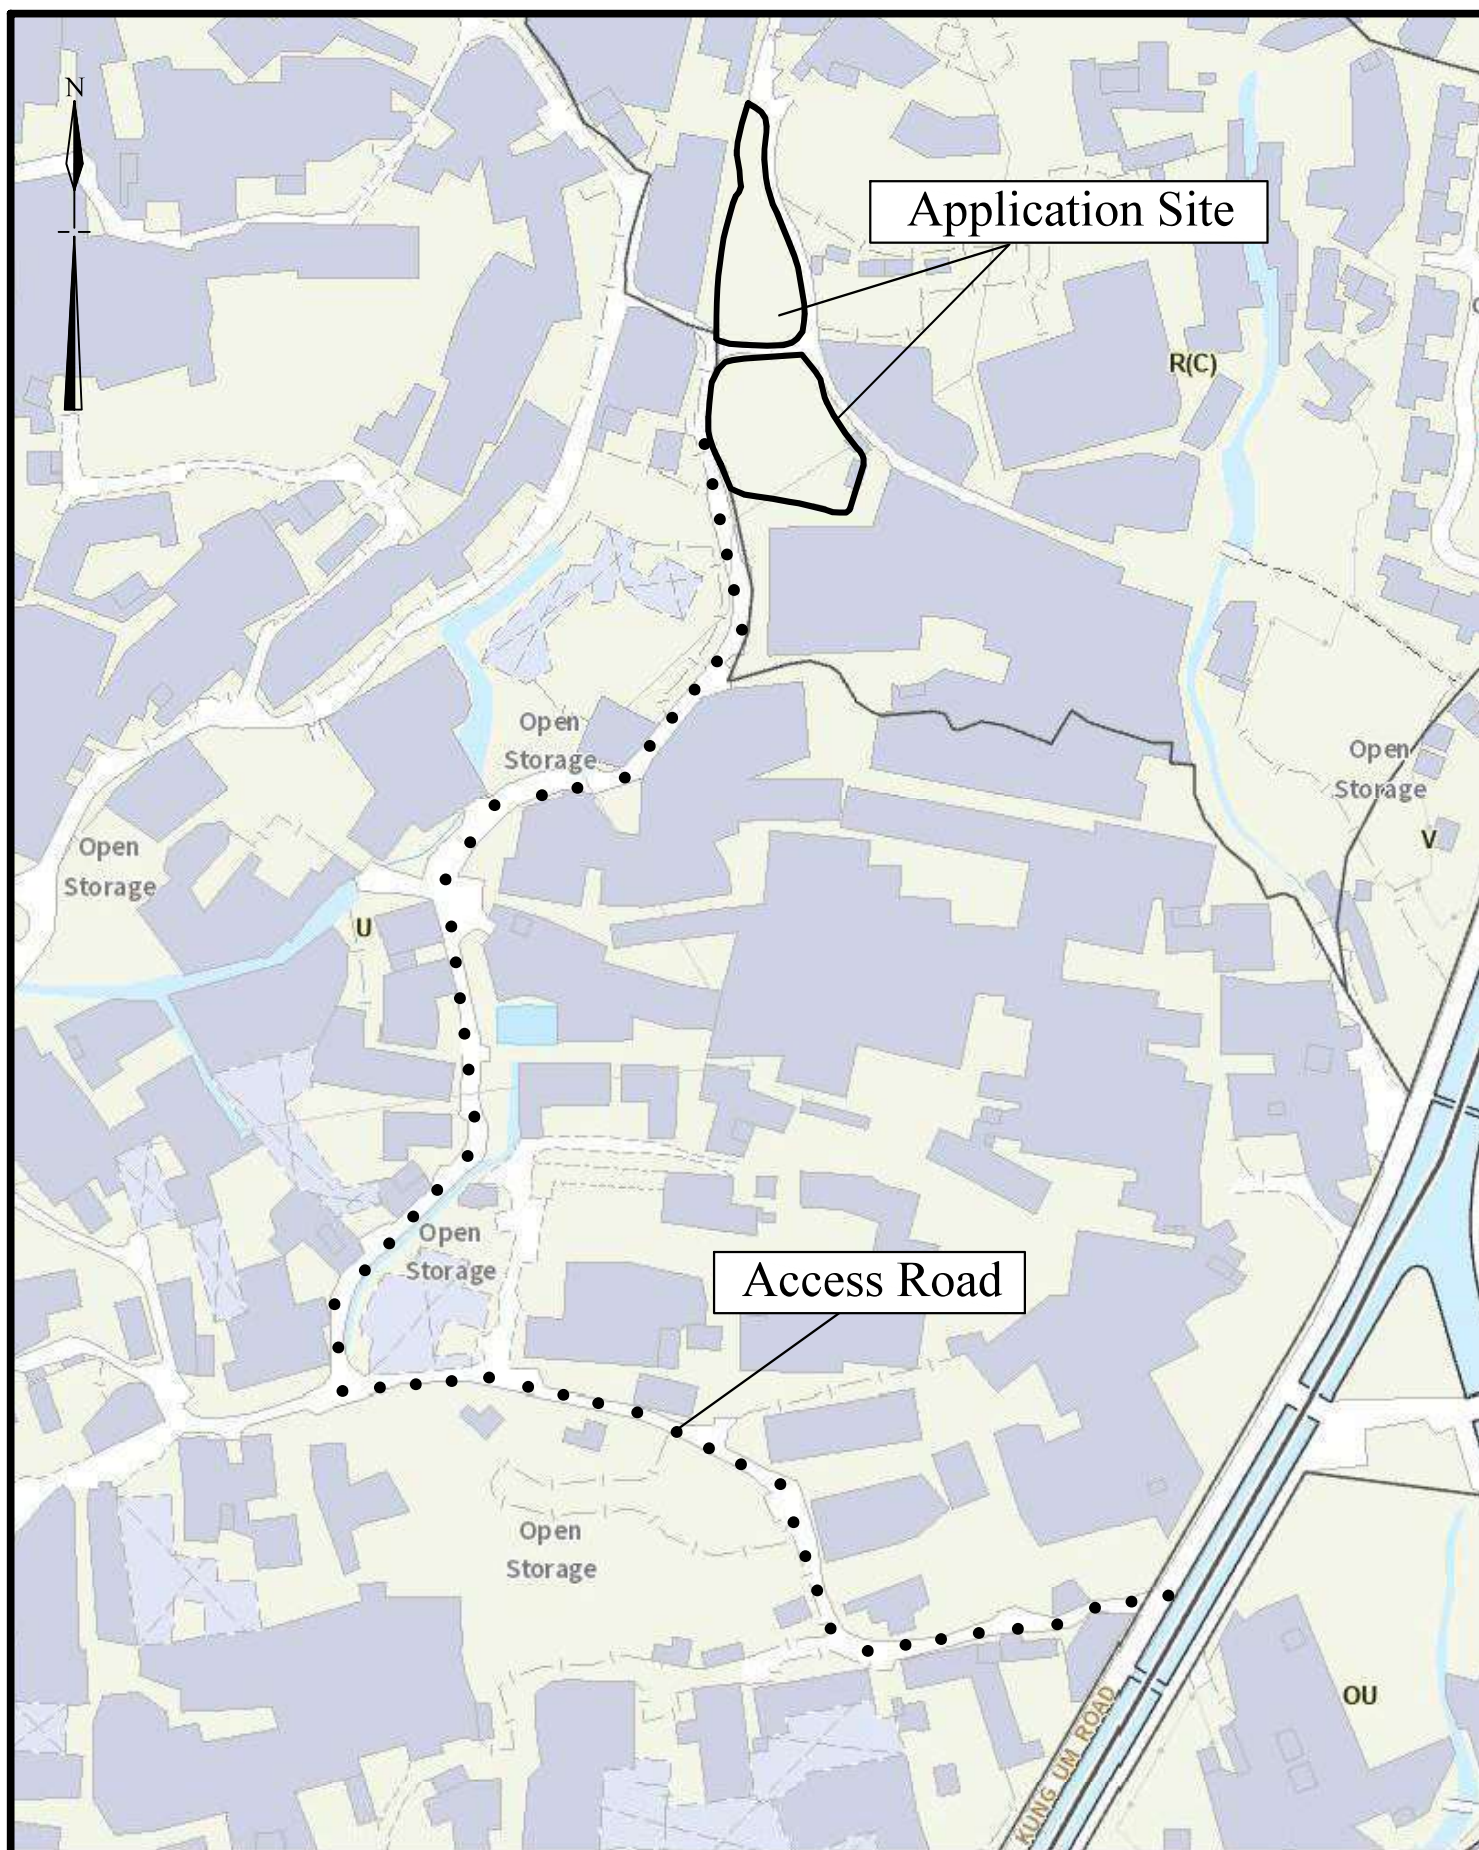 N
Application Site
R(C)
Open
Storage
Open
Storage
V
Open
Storage
U
Open
Storage
Access Road
Open
Storage
OU
KUNG UM ROAD